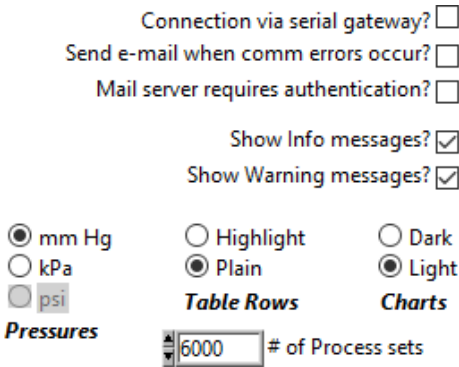 Connection via serial gateway?
Send e-mail when comm errors occur?
Mail server requires authentication?
Show Info messages?
Show Warning messages?
mm Hg Highlight Dark
kPa Plain Light
psi Table Rows Charts
Pressures
6000 # of Process sets